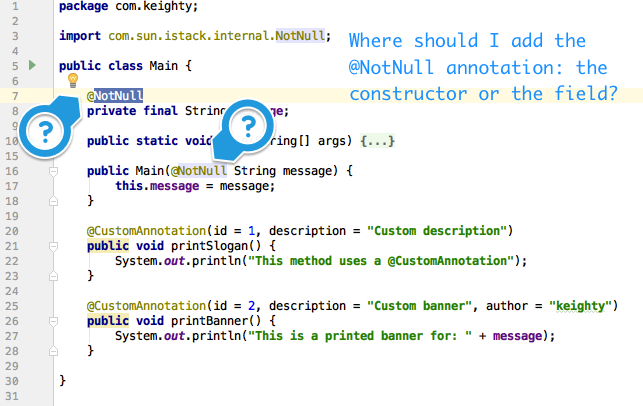 1 package com.keighty;
2
3 import com.sun.istack.internal.NotNull;
Where should I add the
@NotNull annotation: the
constructor or the field?
4
5 public class Main {
6
7 @NotNull
8 private final String ge;
9
10 public static void ring[] args) {...}
15
16 public Main(@NotNull String message) {
17 this.message = message;
18 }
19
20 @CustomAnnotation(id = 1, description = "Custom description")
21 public void printSlogan() {
22 System.out.println("This method uses a @CustomAnnotation");
23 }
24
25 @CustomAnnotation(id = 2, description = "Custom banner", author = "keighty")
26 public void printBanner() {
27 System.out.println("This is a printed banner for: " + message);
28 }
29
30 }
31
?
?